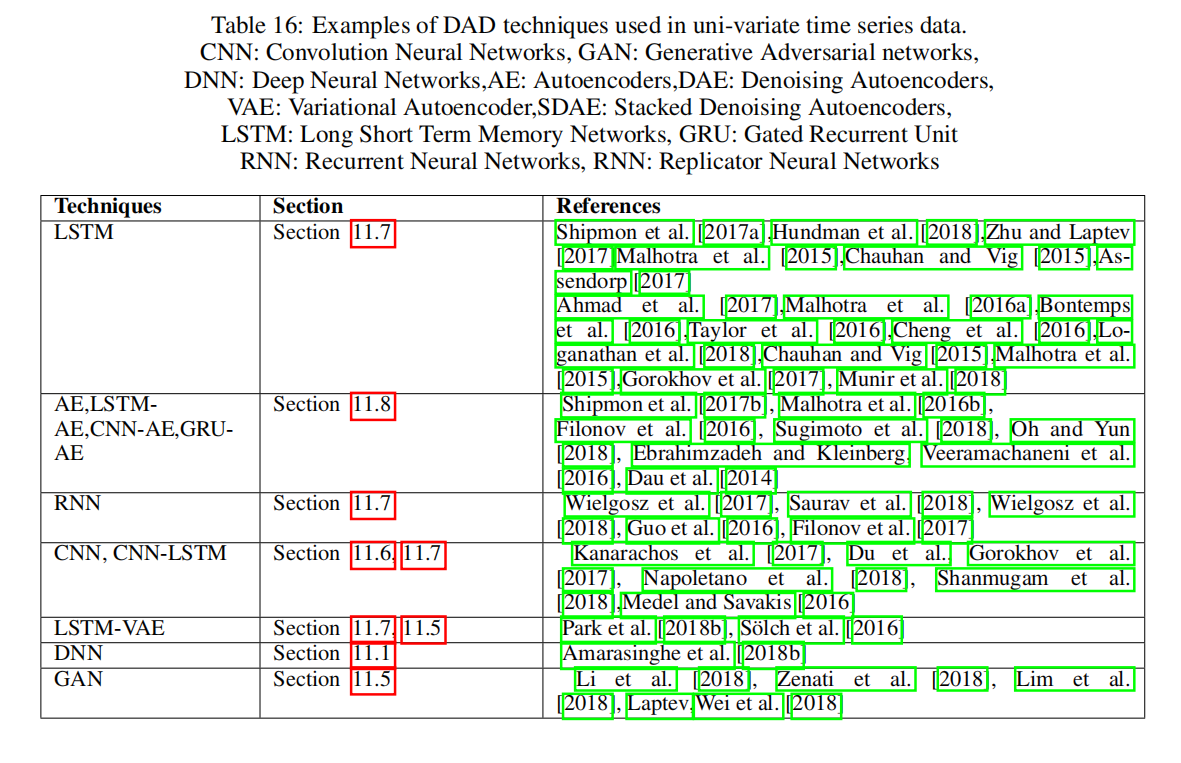 Table 16: Examples of DAD techniques used in uni-variate time series data.
CNN: Convolution Neural Networks, GAN: Generative Adversarial networks,
DNN: Deep Neural Networks,AE: Autoencoders,DAE: Denoising Autoencoders,
VAE: Variational Autoencoder,SDAE: Stacked Denoising Autoencoders,
LSTM: Long Short Term Memory Networks, GRU: Gated Recurrent Unit
RNN: Recurrent Neural Networks, RNN: Replicator Neural Networks
Techniques Section References
LSTM Section 11.7 Shipmon et al. [2017a],Hundman et al. [2018],Zhu and Laptev
[2017]Malhotra et al. [2015],Chauhan and Vig [2015],As-
sendorp [2017]
Ahmad et al. [2017],Malhotra et al. [2016a],Bontemps
et al. [2016],Taylor et al. [2016],Cheng et al. [2016],Lo-
ganathan et al. [2018],Chauhan and Vig [2015],Malhotra et al.
[2015],Gorokhov et al. [2017], Munir et al. [2018]
AE,LSTM- Section 11.8 Shipmon et al. [2017b], Malhotra et al. [2016b],
AE,CNN-AE,GRU- Filonov et al. [2016], Sugimoto et al. [2018], Oh and Yun
AE [2018], Ebrahimzadeh and Kleinberg, Veeramachaneni et al.
[2016], Dau et al. [2014]
RNN Section 11.7 Wielgosz et al. [2017], Saurav et al. [2018], Wielgosz et al.
[2018], Guo et al. [2016], Filonov et al. [2017]
CNN, CNN-LSTM Section 11.6, 11.7 Kanarachos et al. [2017], Du et al., Gorokhov et al.
[2017], Napoletano et al. [2018], Shanmugam et al.
[2018],Medel and Savakis [2016]
LSTM-VAE Section 11.7, 11.5 Park et al. [2018b], Sölch et al. [2016]
DNN Section 11.1 Amarasinghe et al. [2018b]
GAN Section 11.5 Li et al. [2018], Zenati et al. [2018], Lim et al.
[2018], Laptev,Wei et al. [2018]